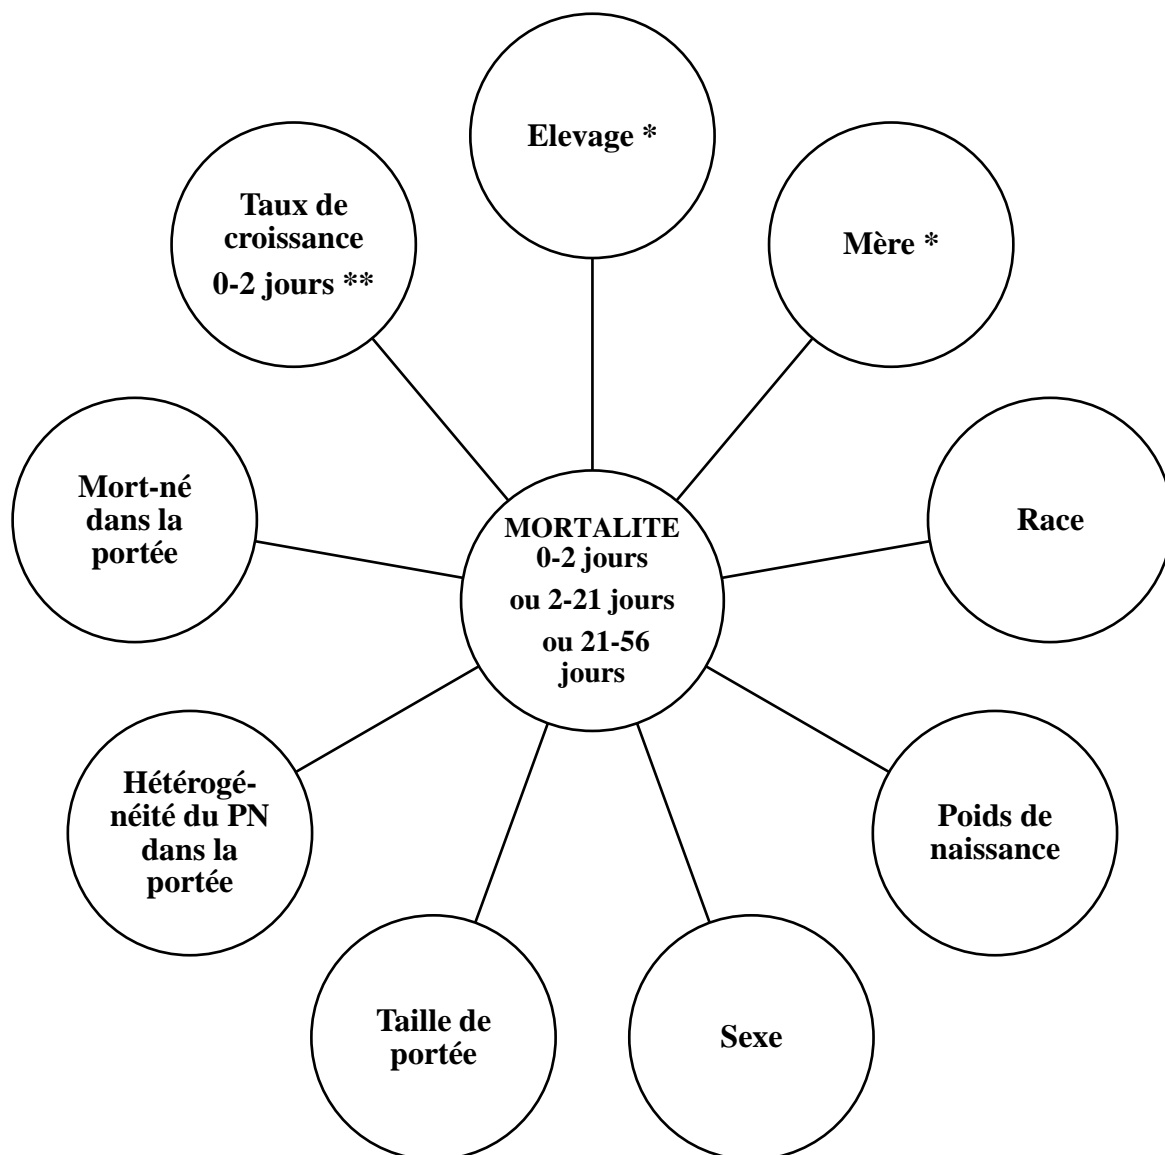 Elevage *
Taux de
croissance
0-2 jours **
Mère *
Mort-né
dans la
portée
MORTALITE
0-2 jours
ou 2-21 jours
ou 21-56
jours
Race
Hétérogé-
néité du PN
dans la
portée
Poids de
naissance
Taille de
portée
Sexe